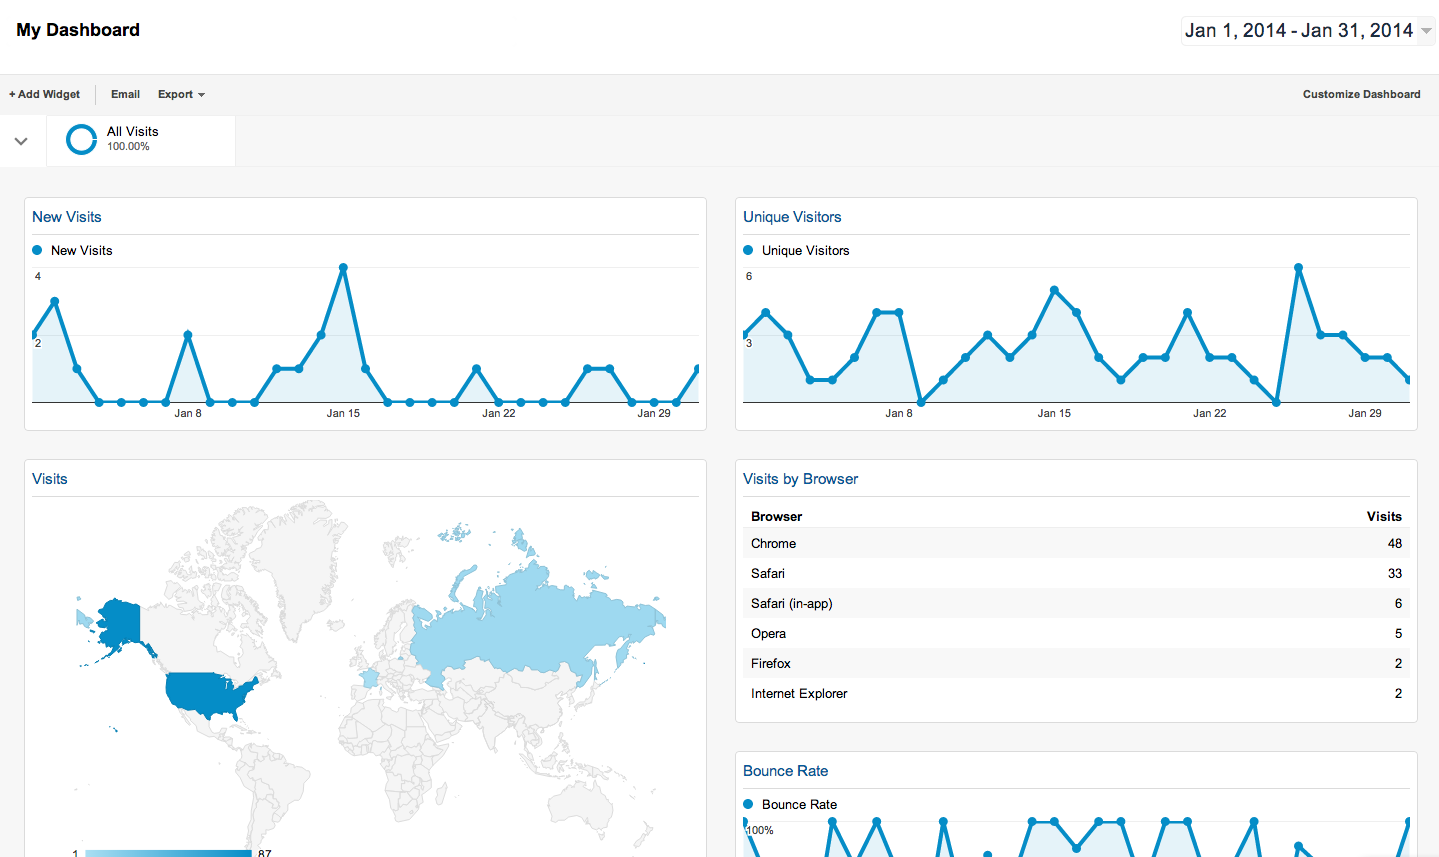 My Dashboard
Jan 1, 2014 - Jan 31, 2014
+ Add Widget
Email
Export
Customize Dashboard
All Visits
100.00%
New Visits
New Visits
4
2
Jan 8
Jan 15
Jan 22
Jan 29
Unique Visitors
Unique Visitors
6
3
Jan 8
Jan 15
Jan 22
Jan 29
Visits
1
87
Visits by Browser
Browser Visits
Chrome 48
Safari 33
Safari (in-app) 6
Opera 5
Firefox 2
Internet Explorer 2
Bounce Rate
Bounce Rate
100%